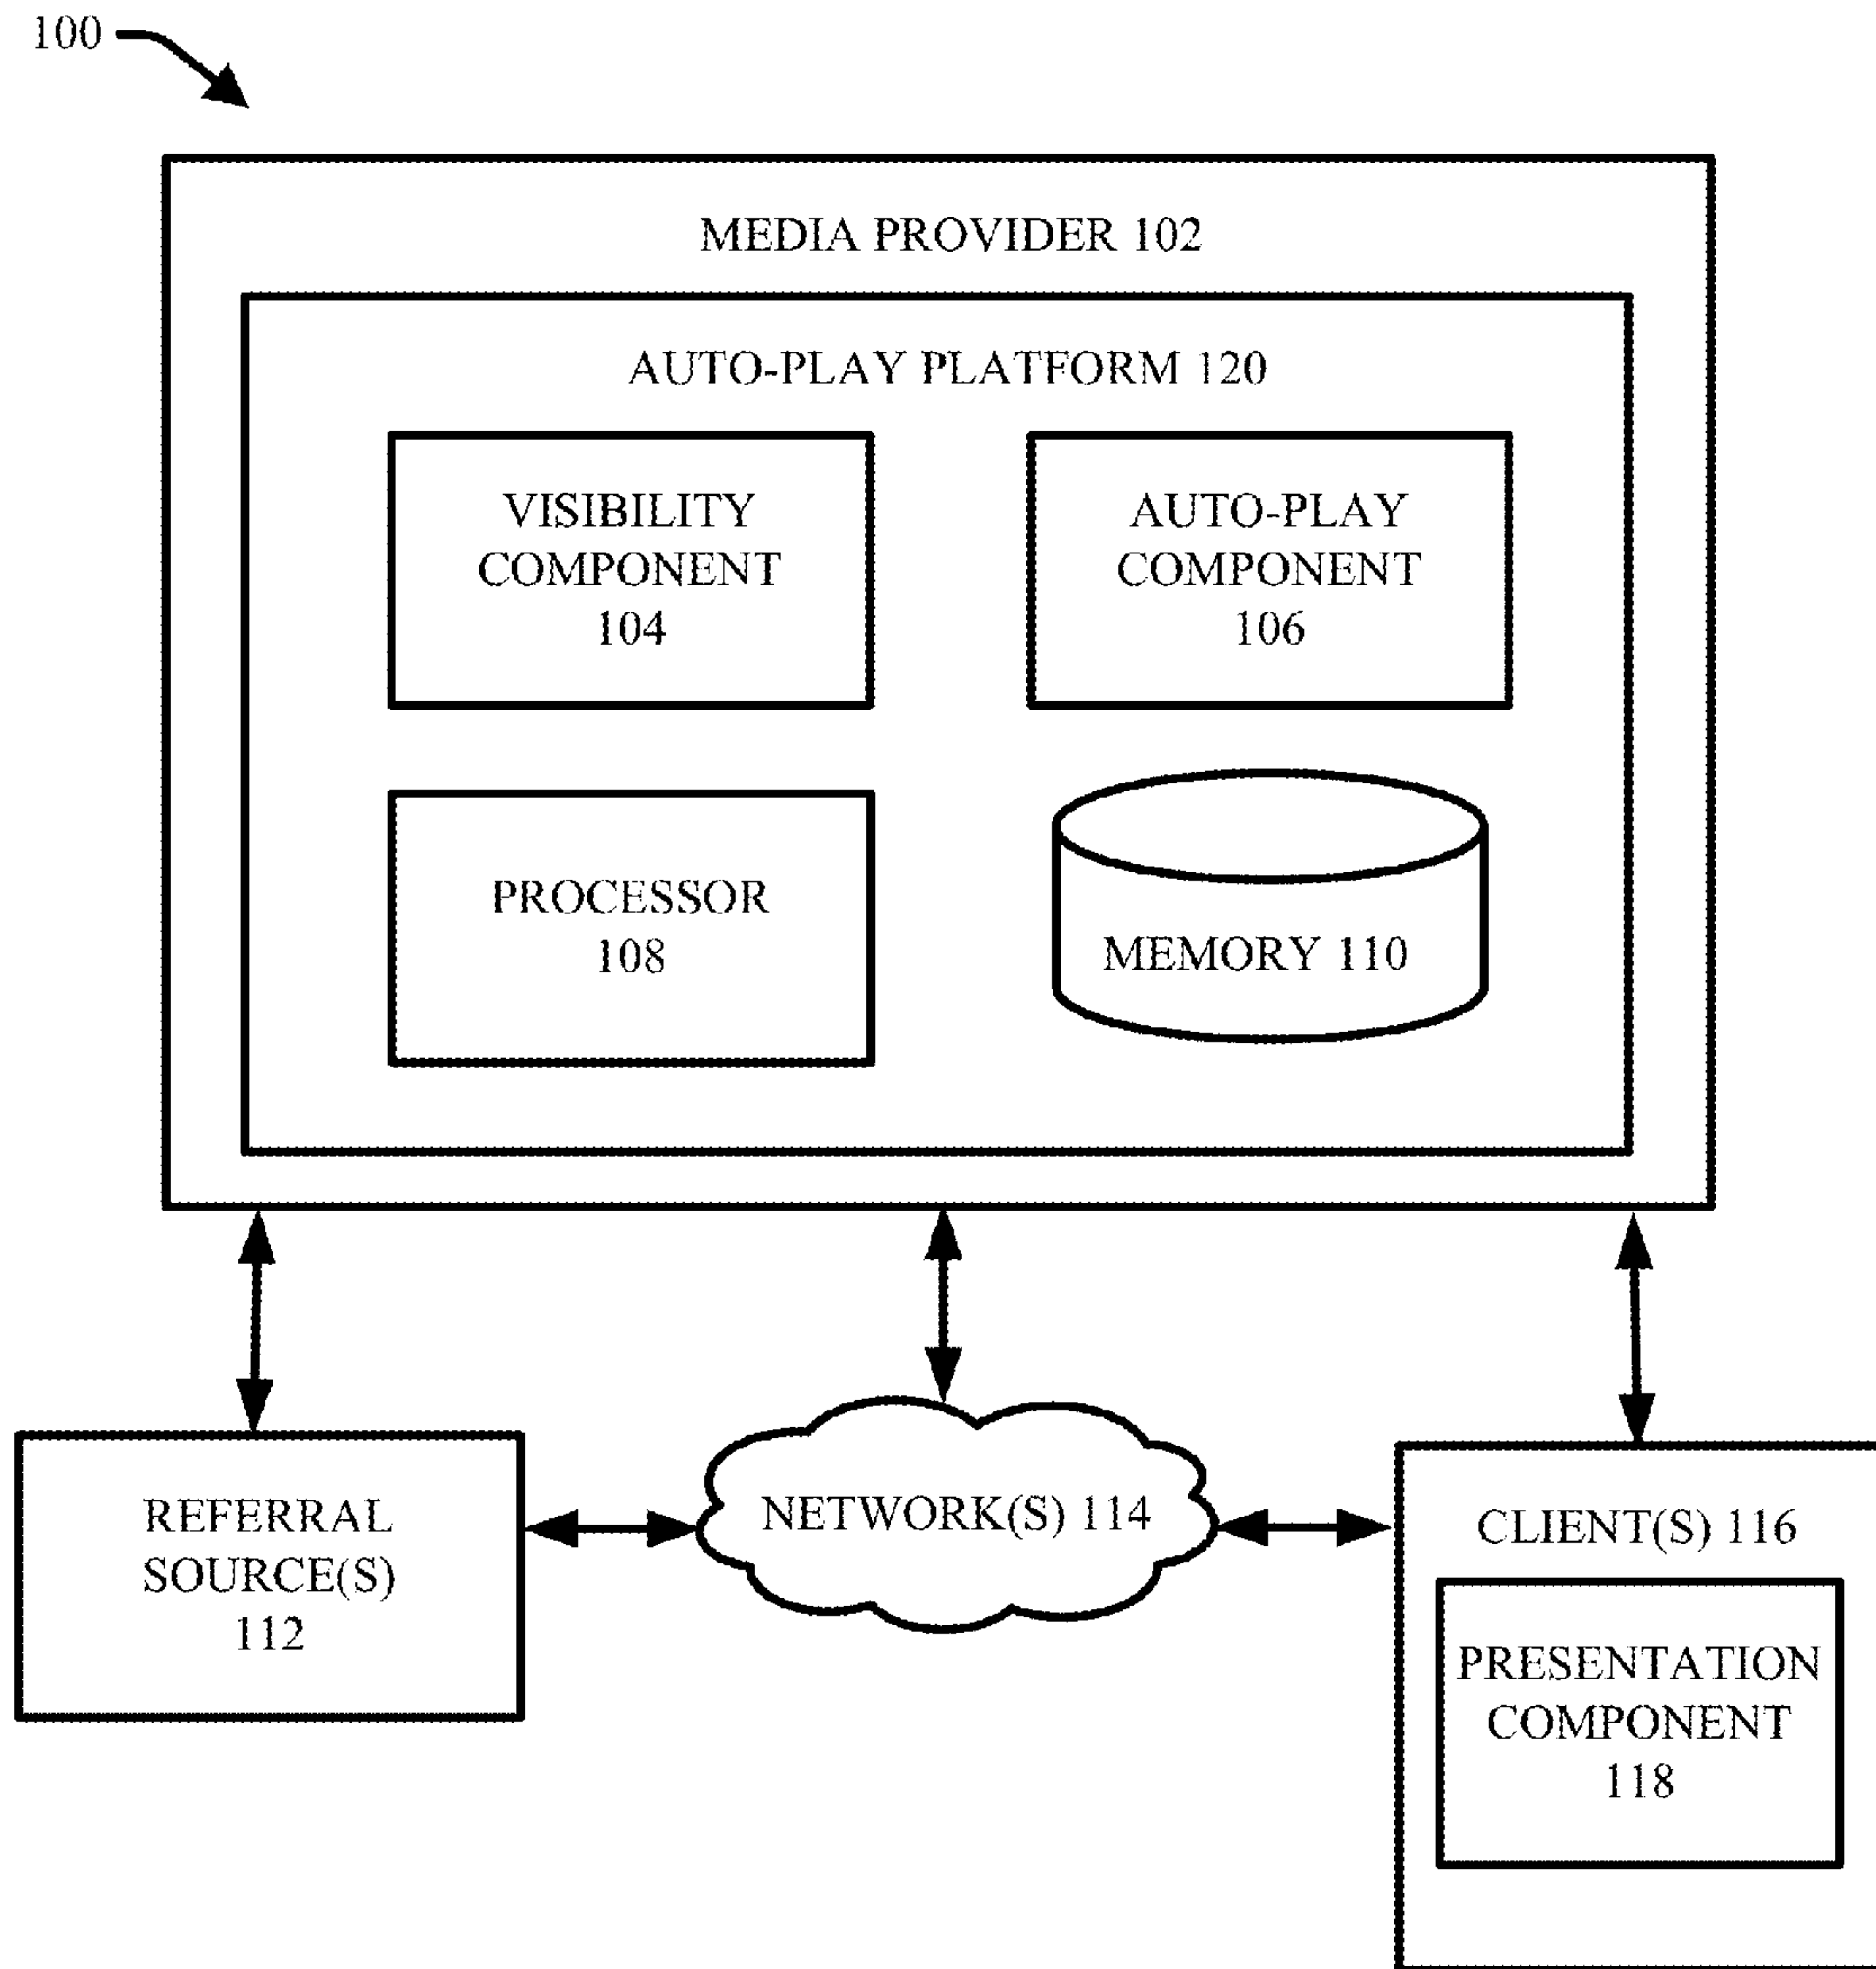 100
MEDIA PROVIDER 102
AUTO-PLAY PLATFORM 120
VISIBILITY
COMPONENT
104
AUTO-PLAY
COMPONENT
106
PROCESSOR
108
MEMORY 110
REFERRAL
SOURCE(S)
112
NETWORK(S) 114
CLIENT(S) 116
PRESENTATION
COMPONENT
118